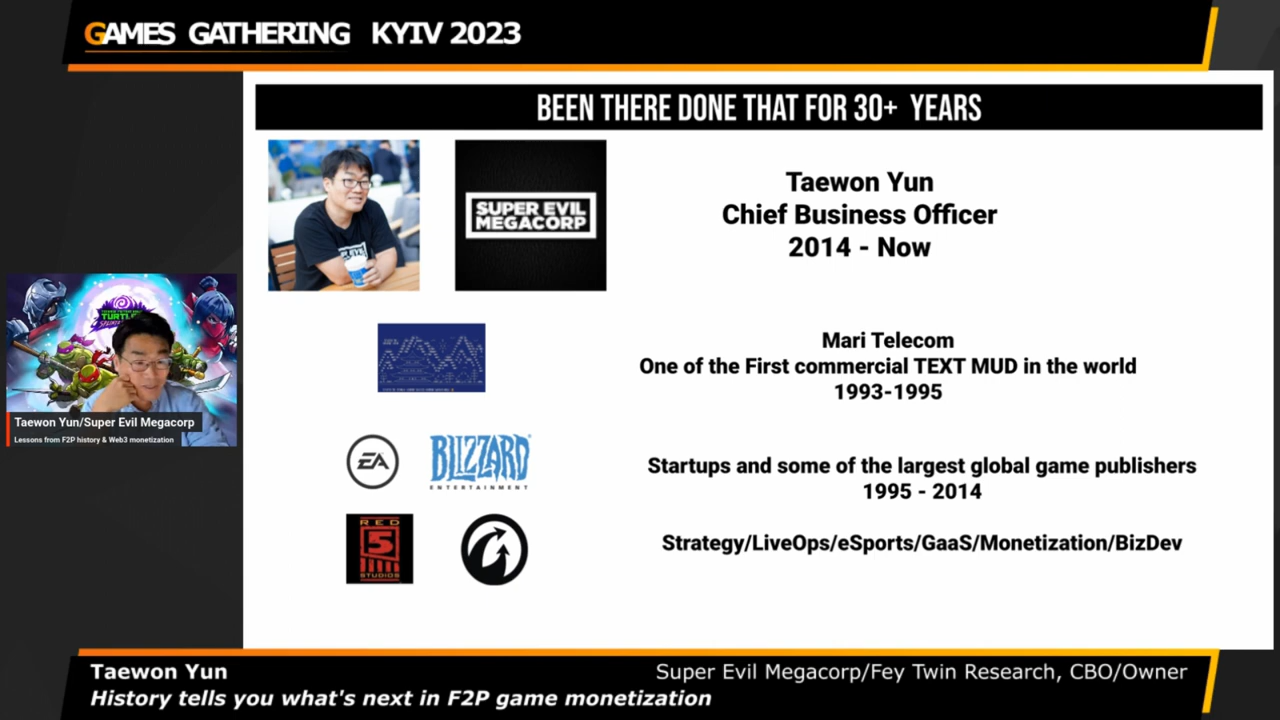 GAMES GATHERING KYIV 2023
BEEN THERE DONE THAT FOR 30+ YEARS
SUPER EVIL
MEGACORP
Taewon Yun
Chief Business Officer
2014 - Now
Mari Telecom
One of the First commercial TEXT MUD in the world
1993-1995
TURTLES
Taewon Yun/Super Evil Megacorp
Lessons from F2P history & Web3 monetization
EA
BLIZZARD
ENTERTAINMENT
Startups and some of the largest global game publishers
1995 - 2014
RED
5
STUDIOS
Strategy/LiveOps/eSports/GaaS/Monetization/BizDev
Taewon Yun
Super Evil Megacorp/Fey Twin Research, CBO/Owner
History tells you what's next in F2P game monetization